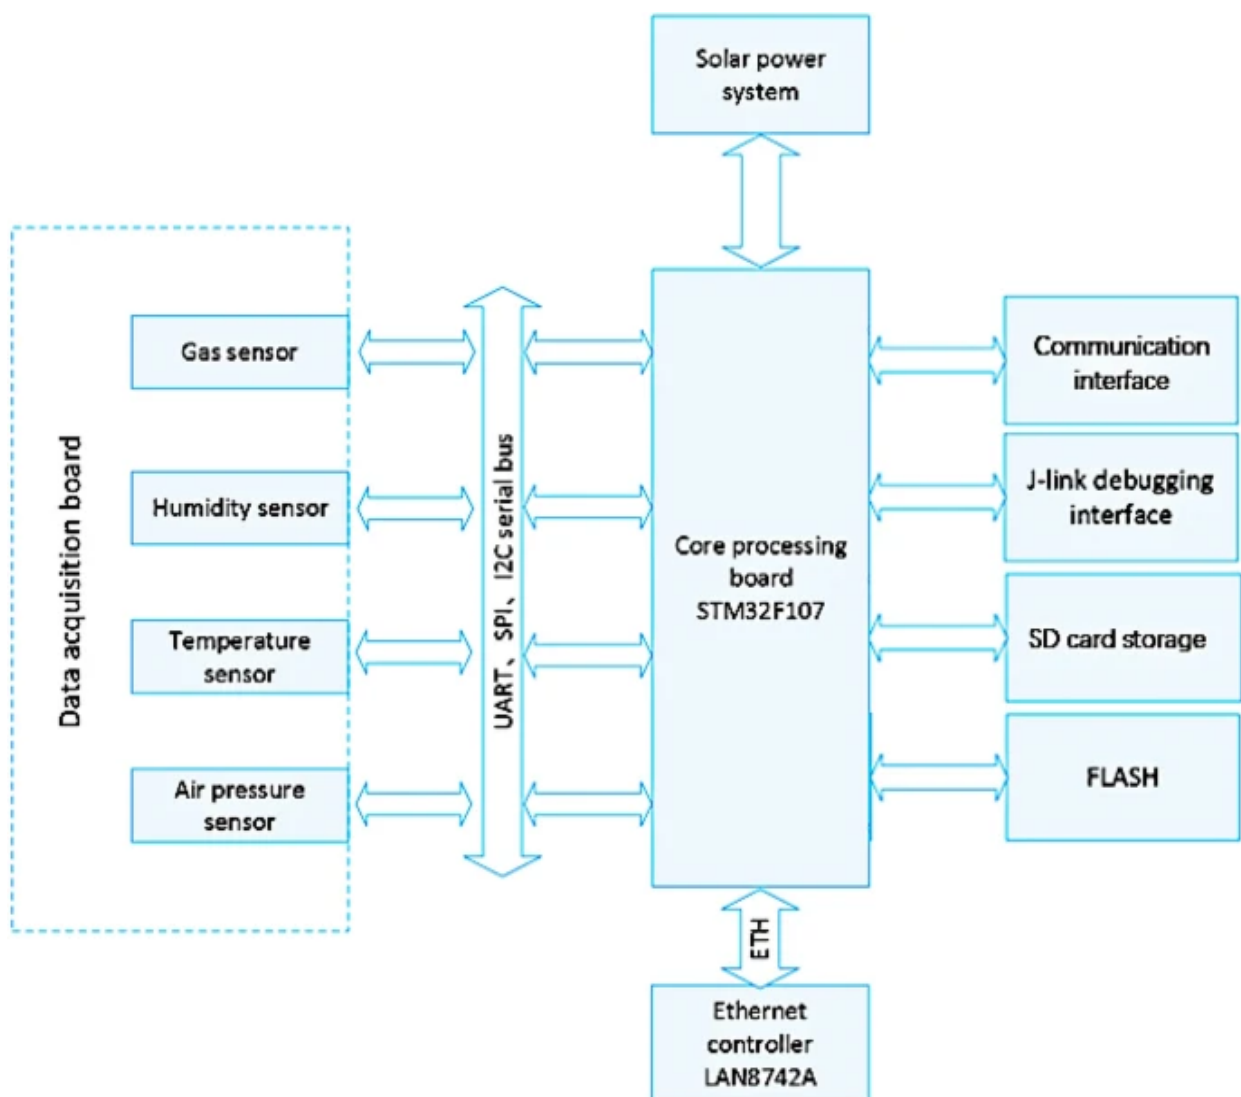 Solar power
system
Data acquisition board
Gas sensor
Humidity sensor
Temperature
sensor
Air pressure
sensor
UART、SPI、I2C serial bus
Core processing
board
STM32F107
Communication
interface
J-link debugging
interface
SD card storage
FLASH
ETH
Ethernet
controller
LAN8742A